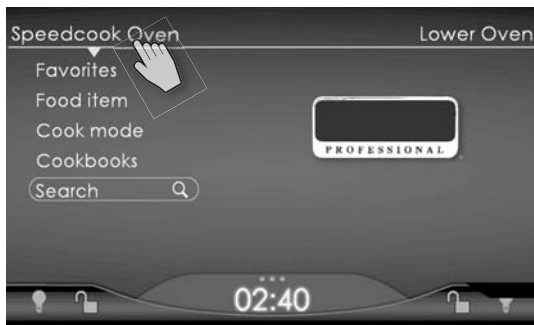 Speedcook Oven Lower Oven
Favorites
Food item
Cook mode
Cookbooks
Search
PROFESSIONAL
02:40